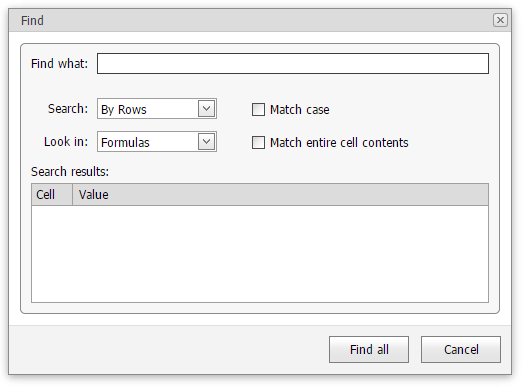 Find
Find what:
Search: By Rows Match case
Look in: Formulas Match entire cell contents
Search results:
Cell Value
Find all Cancel